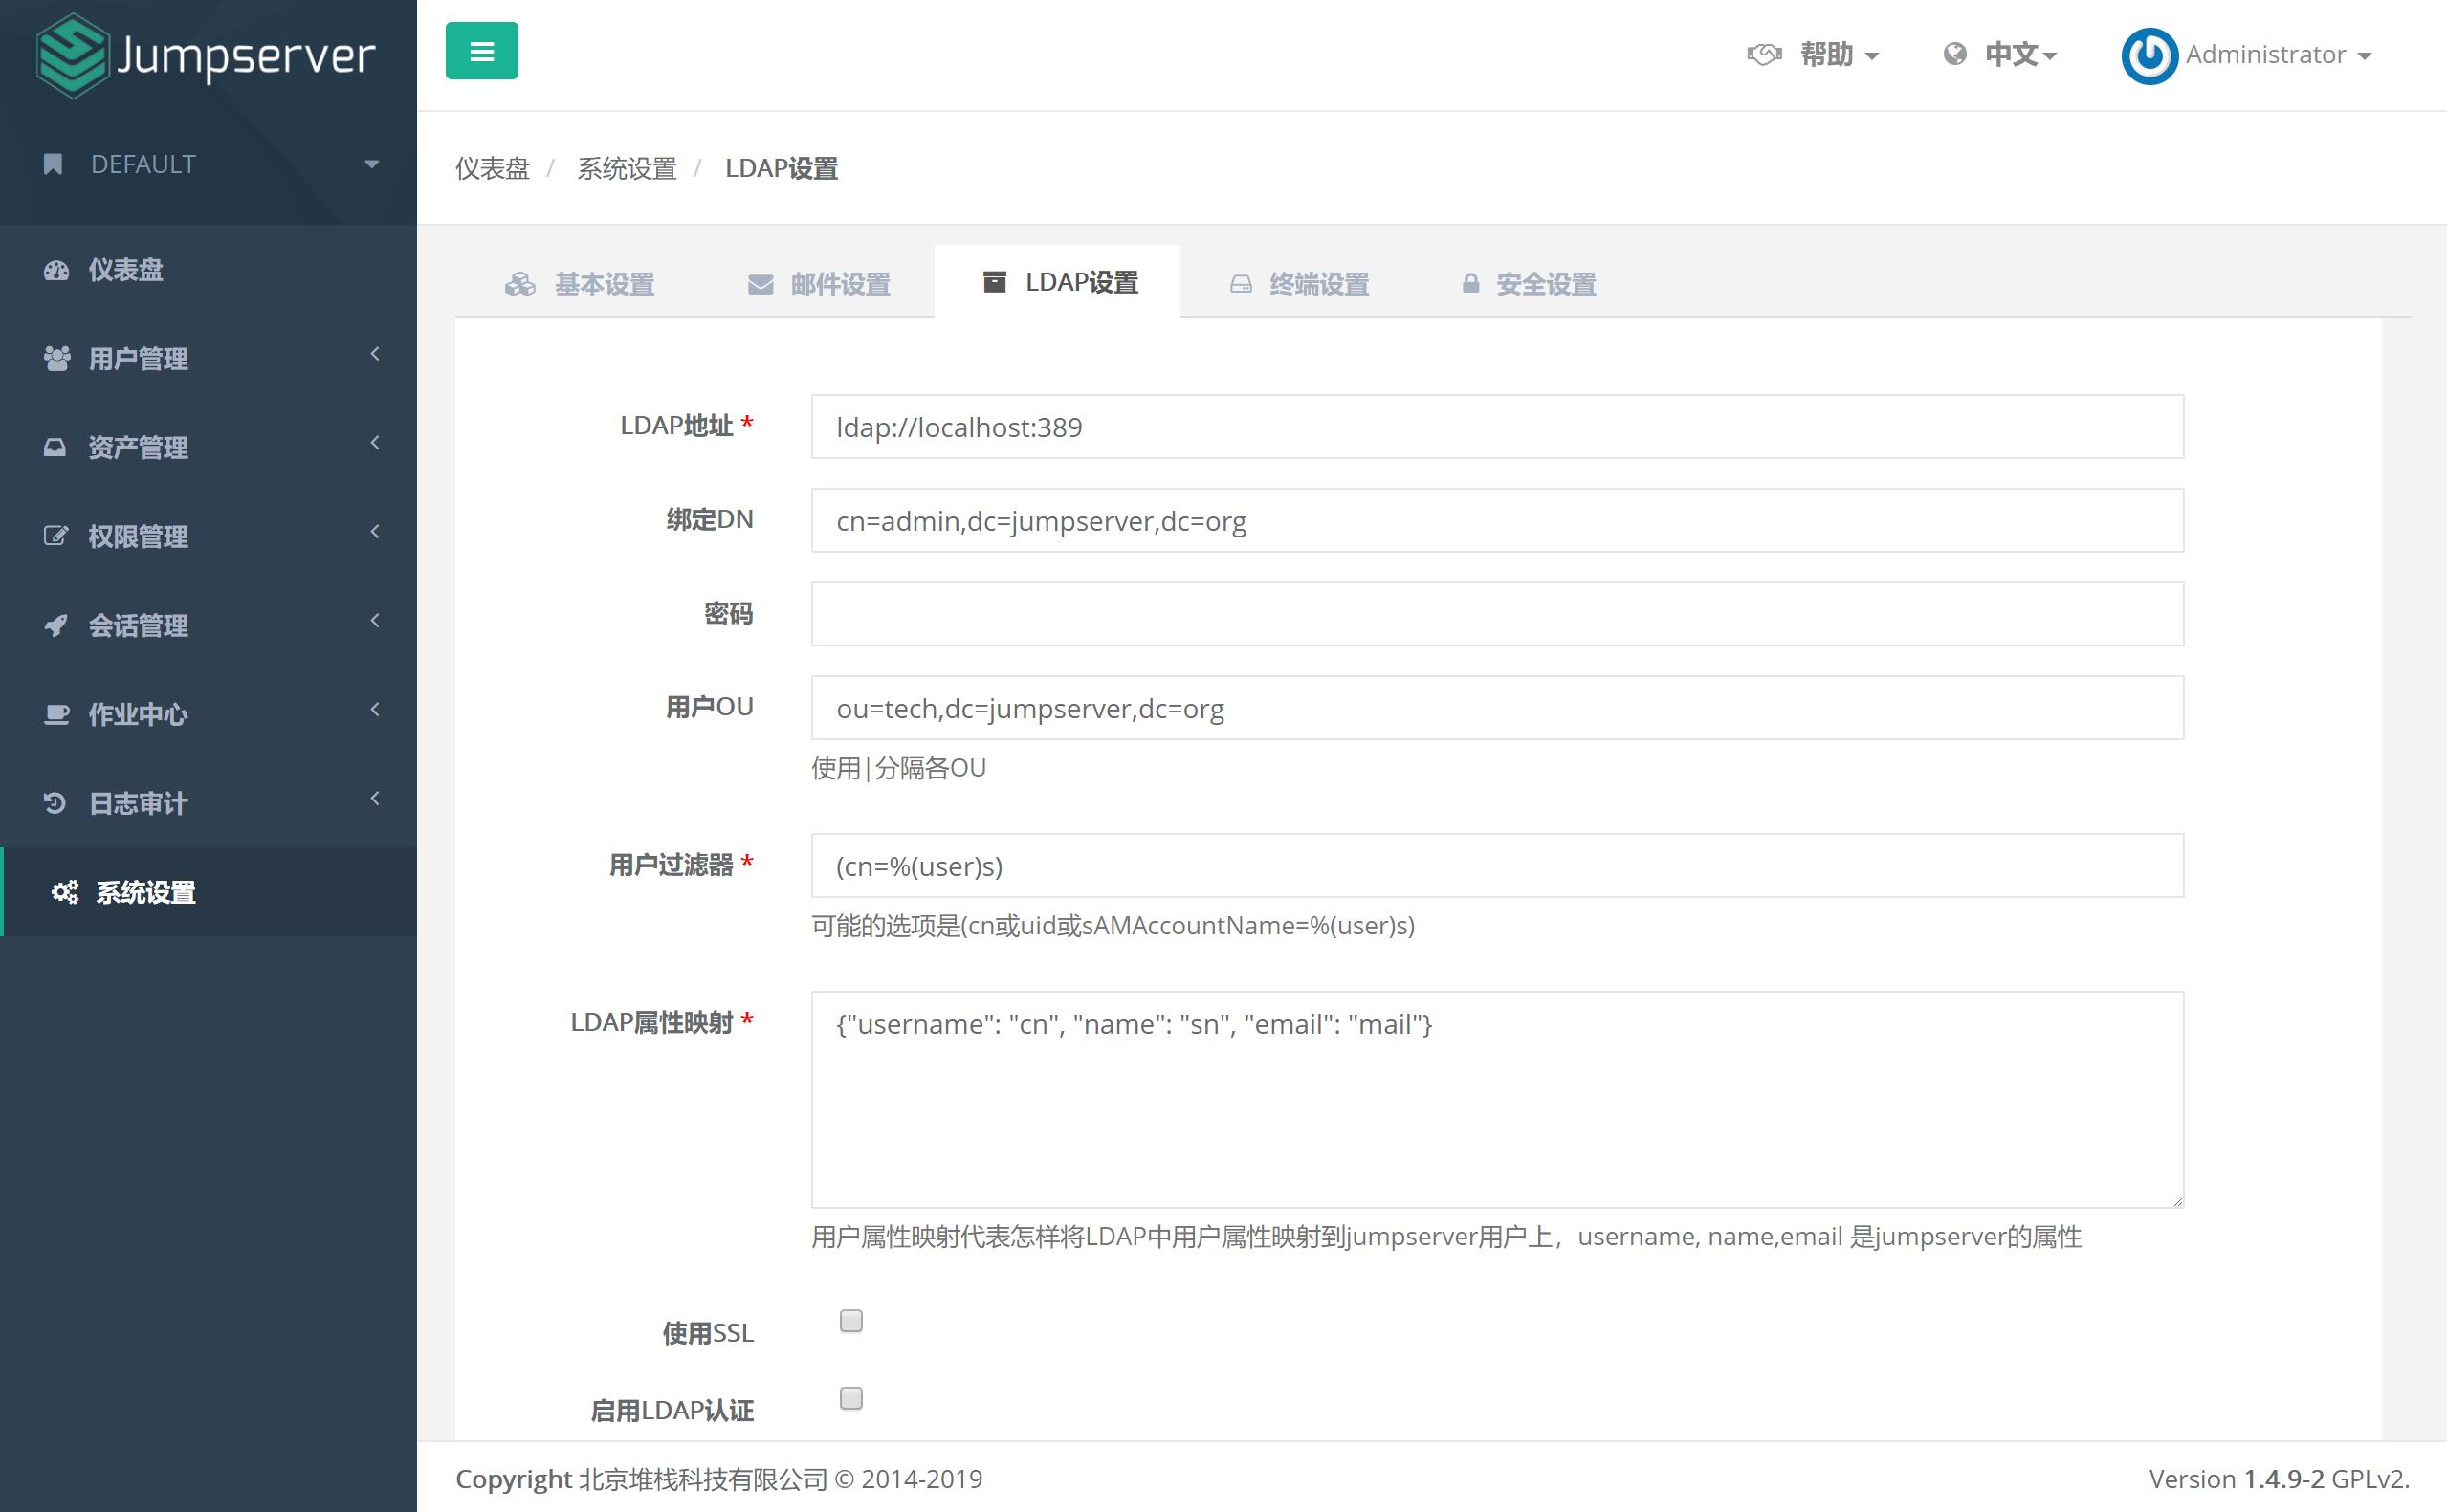 Jumpserver
帮助
中文
Administrator
DEFAULT
仪表盘 / 系统设置 / LDAP设置
仪表盘
用户管理
资产管理
权限管理
会话管理
作业中心
日志审计
系统设置
基本设置
邮件设置
LDAP设置
终端设置
安全设置
LDAP地址 *
ldap://localhost:389
绑定DN
cn=admin,dc=jumpserver,dc=org
密码
用户OU
ou=tech,dc=jumpserver,dc=org
使用|分隔各OU
用户过滤器 *
(cn=%(user)s)
可能的选项是(cn或uid或sAMAccountName=%(user)s)
LDAP属性映射 *
{"username": "cn", "name": "sn", "email": "mail"}
用户属性映射代表怎样将LDAP中用户属性映射到jumpserver用户上，username, name,email 是jumpserver的属性
使用SSL
启用LDAP认证
Copyright 北京堆栈科技有限公司 © 2014-2019
Version 1.4.9-2 GPLv2.